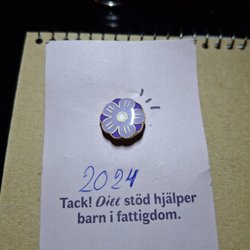 2024
Tack! Ditt stöd hjälper
barn i fattigdom.